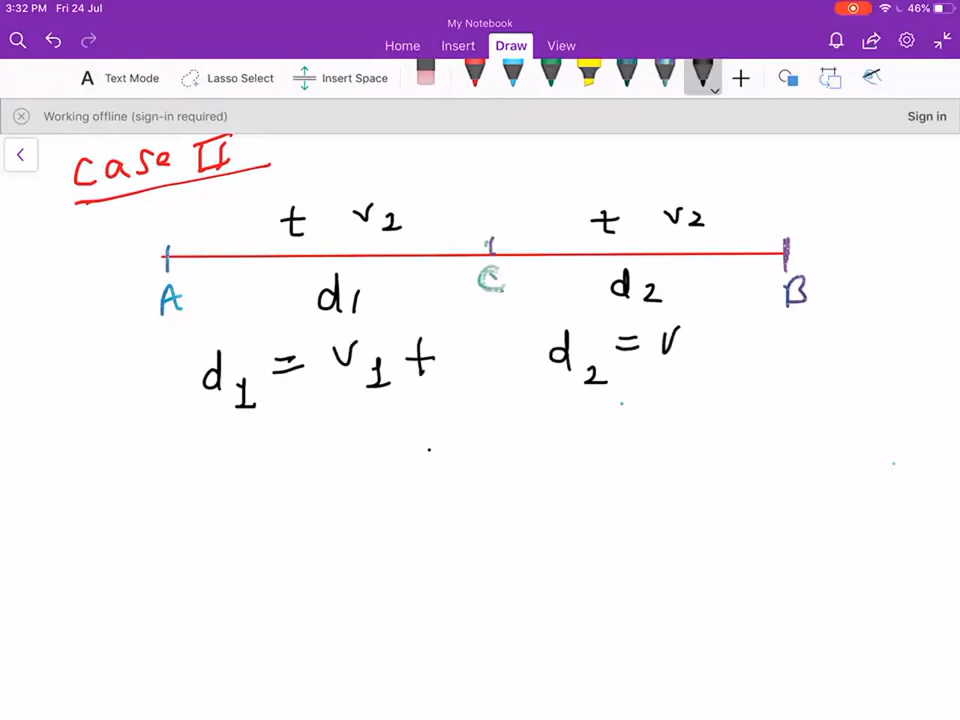 3:32 PM Fri 24 Jul 46%
My Notebook
Home Insert Draw View
A Text Mode Lasso Select Insert Space
Working offline (sign-in required) Sign in
Case II
t v2 t v2
A d1 C d2 B
d1 = v1 t d2 = v